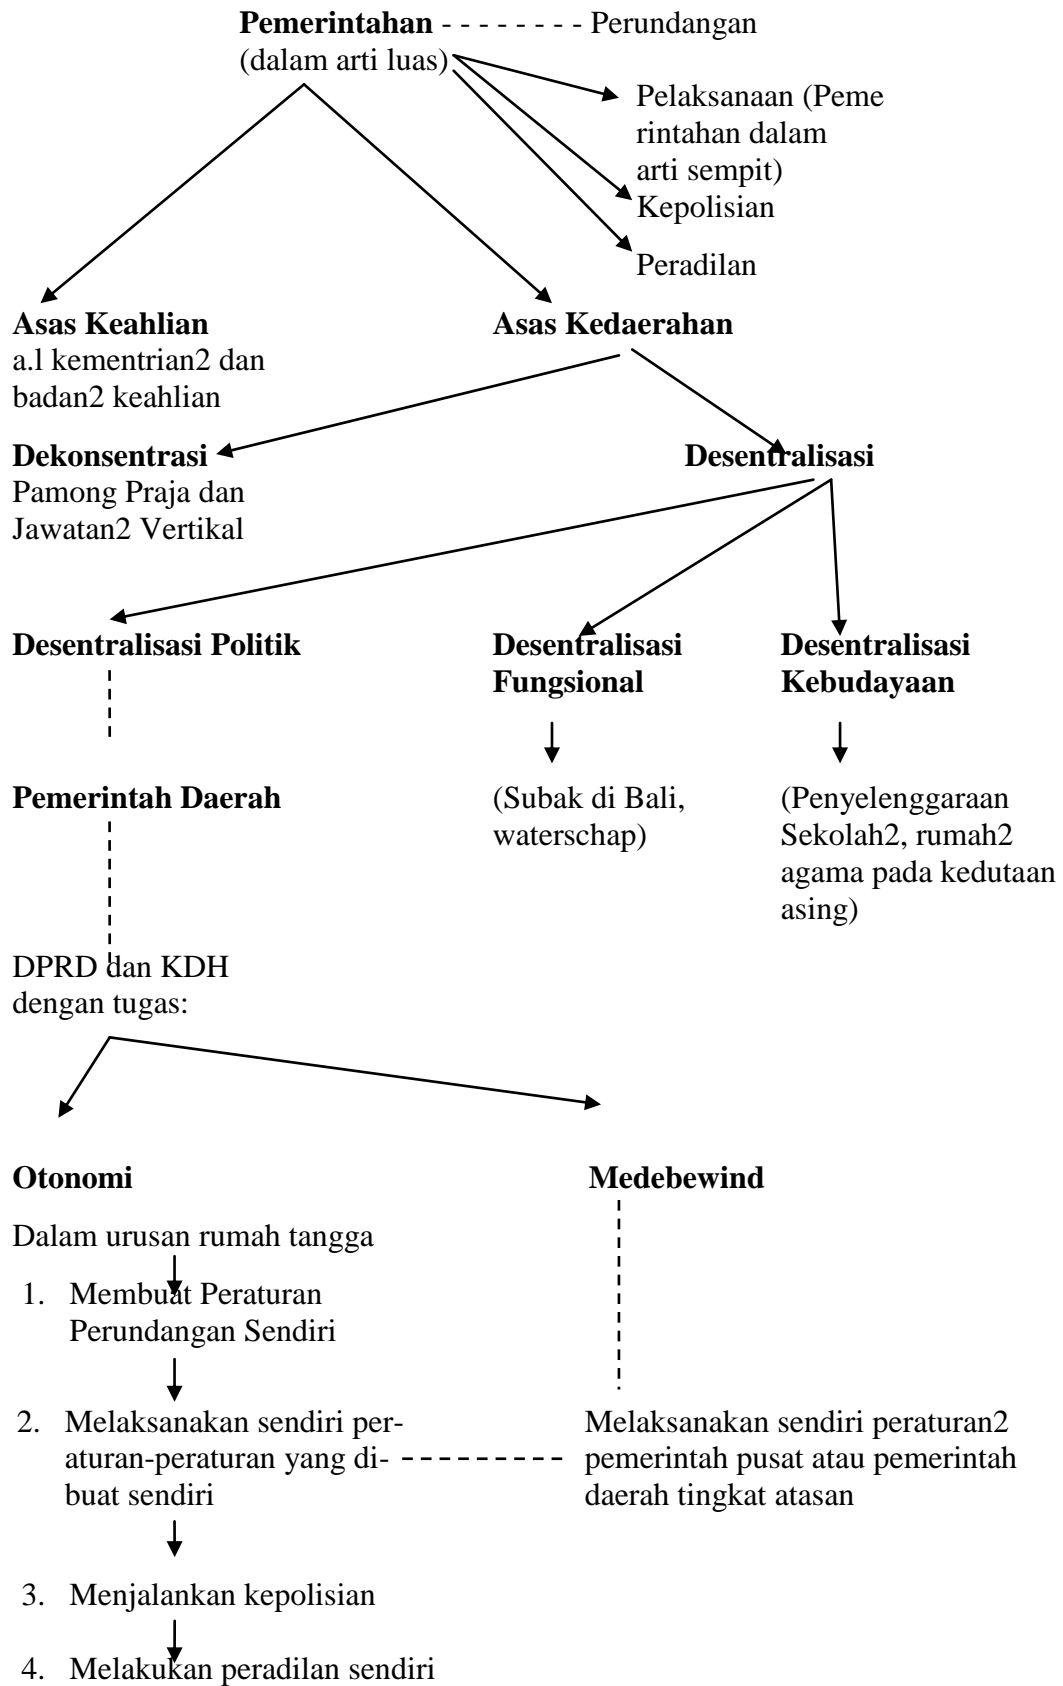 Pemerintahan - - - - - - - - Perundangan
(dalam arti luas)
Pelaksanaan (Peme
rintahan dalam
arti sempit)
Kepolisian
Peradilan
Asas Keahlian
a.l kementrian2 dan
badan2 keahlian
Asas Kedaerahan
Dekonsentrasi
Pamong Praja dan
Jawatan2 Vertikal
Desentralisasi
Desentralisasi Politik
Desentralisasi
Fungsional
Desentralisasi
Kebudayaan
Pemerintah Daerah
(Subak di Bali,
waterschap)
(Penyelenggaraan
Sekolah2, rumah2
agama pada kedutaan
asing)
DPRD dan KDH
dengan tugas:
Otonomi
Medebewind
Dalam urusan rumah tangga
1. Membuat Peraturan
Perundangan Sendiri
2. Melaksanakan sendiri per-
aturan-peraturan yang di-
buat sendiri
Melaksanakan sendiri peraturan2
pemerintah pusat atau pemerintah
daerah tingkat atasan
3. Menjalankan kepolisian
4. Melakukan peradilan sendiri